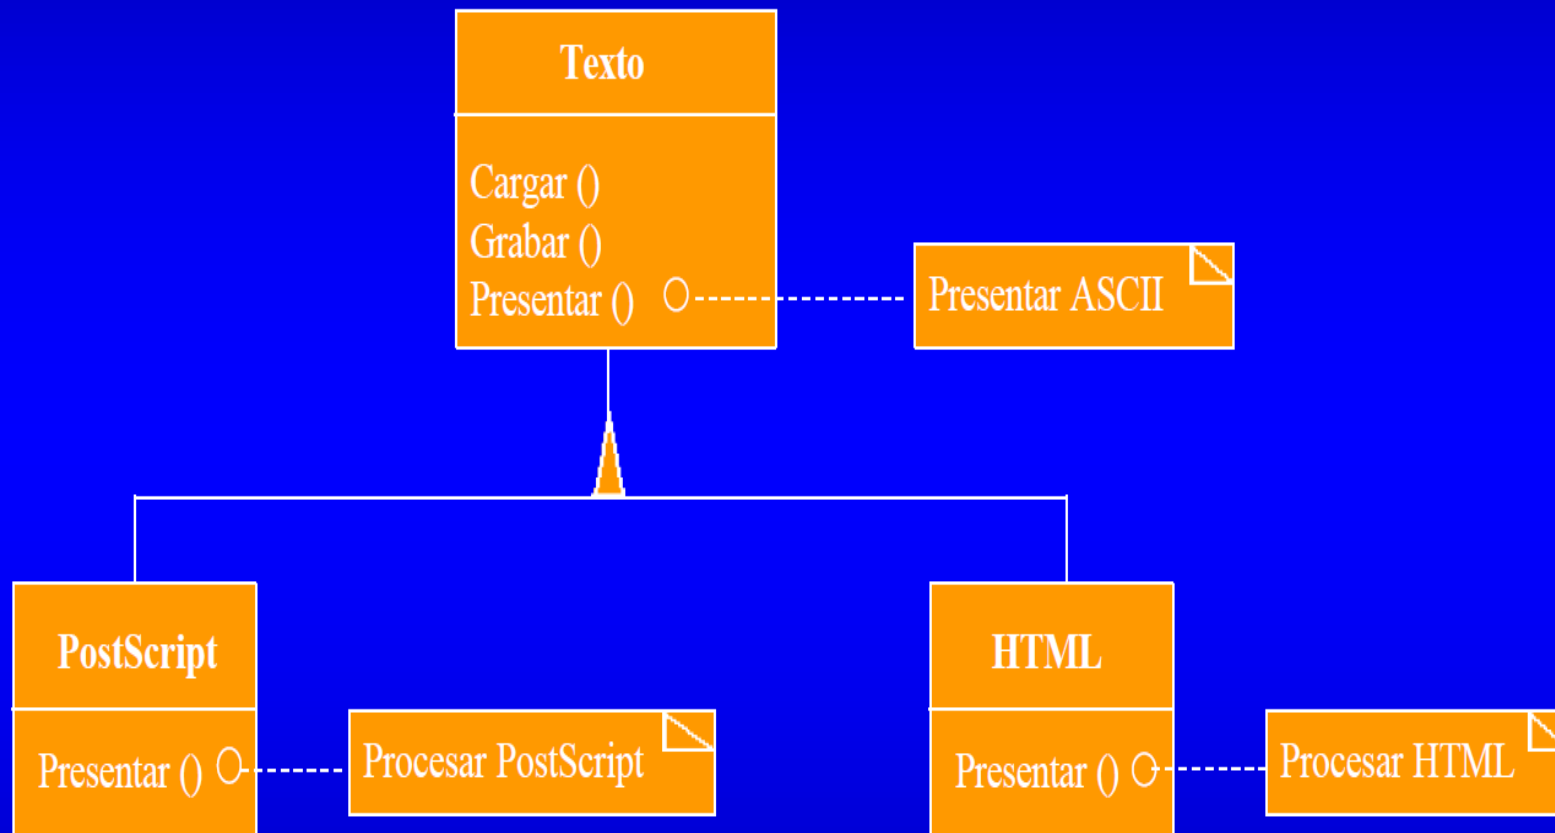 Texto
Cargar ()
Grabar ()
Presentar ()
Presentar ASCII
PostScript
Presentar ()
Procesar PostScript
HTML
Presentar ()
Procesar HTML